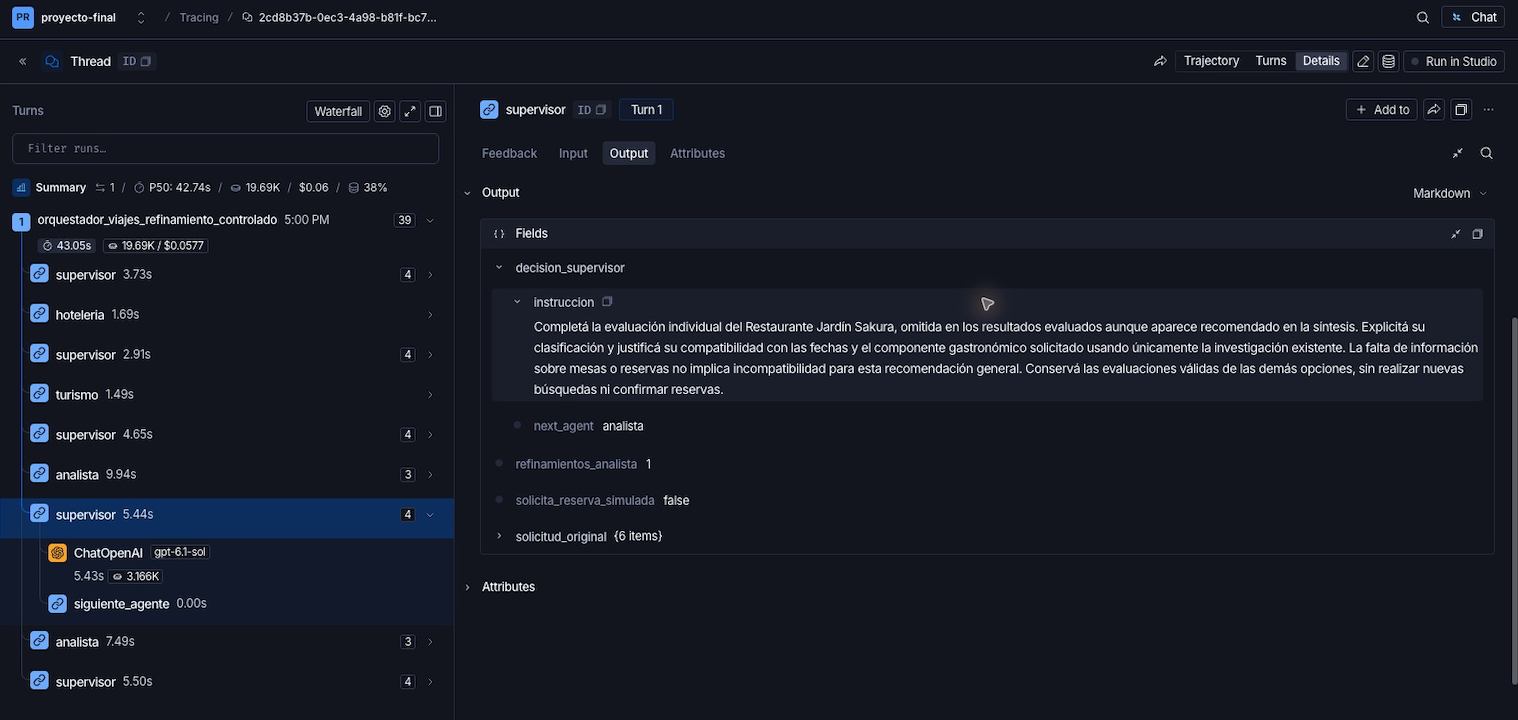 PR proyecto-final / Tracing / 2cd8b37b-0ec3-4a98-b81f-bc7... Chat
Thread ID Trajectory Turns Details Run in Studio
Turns Waterfall
Filter runs…
Summary 1 / P50: 42.74s / 19.69K / $0.06 / 38%
1 orquestador_viajes_refinamiento_controlado 5:00 PM 39
43.05s 19.69K / $0.0577
supervisor 3.73s 4
hoteleria 1.69s
supervisor 2.91s 4
turismo 1.49s
supervisor 4.65s 4
analista 9.94s 3
supervisor 5.44s 4
ChatOpenAI gpt-6.1-sol
5.43s 3.166K
siguiente_agente 0.00s
analista 7.49s 3
supervisor 5.50s 4
supervisor ID Turn 1 + Add to ...
Feedback Input Output Attributes
Output Markdown
{} Fields
decision_supervisor
instruccion
Completá la evaluación individual del Restaurante Jardín Sakura, omitida en los resultados evaluados aunque aparece recomendado en la síntesis. Explicitá su
clasificación y justificá su compatibilidad con las fechas y el componente gastronómico solicitado usando únicamente la investigación existente. La falta de información
sobre mesas o reservas no implica incompatibilidad para esta recomendación general. Conservá las evaluaciones válidas de las demás opciones, sin realizar nuevas
búsquedas ni confirmar reservas.
next_agent analista
refinamientos_analista 1
solicita_reserva_simulada false
solicitud_original {6 items}
Attributes